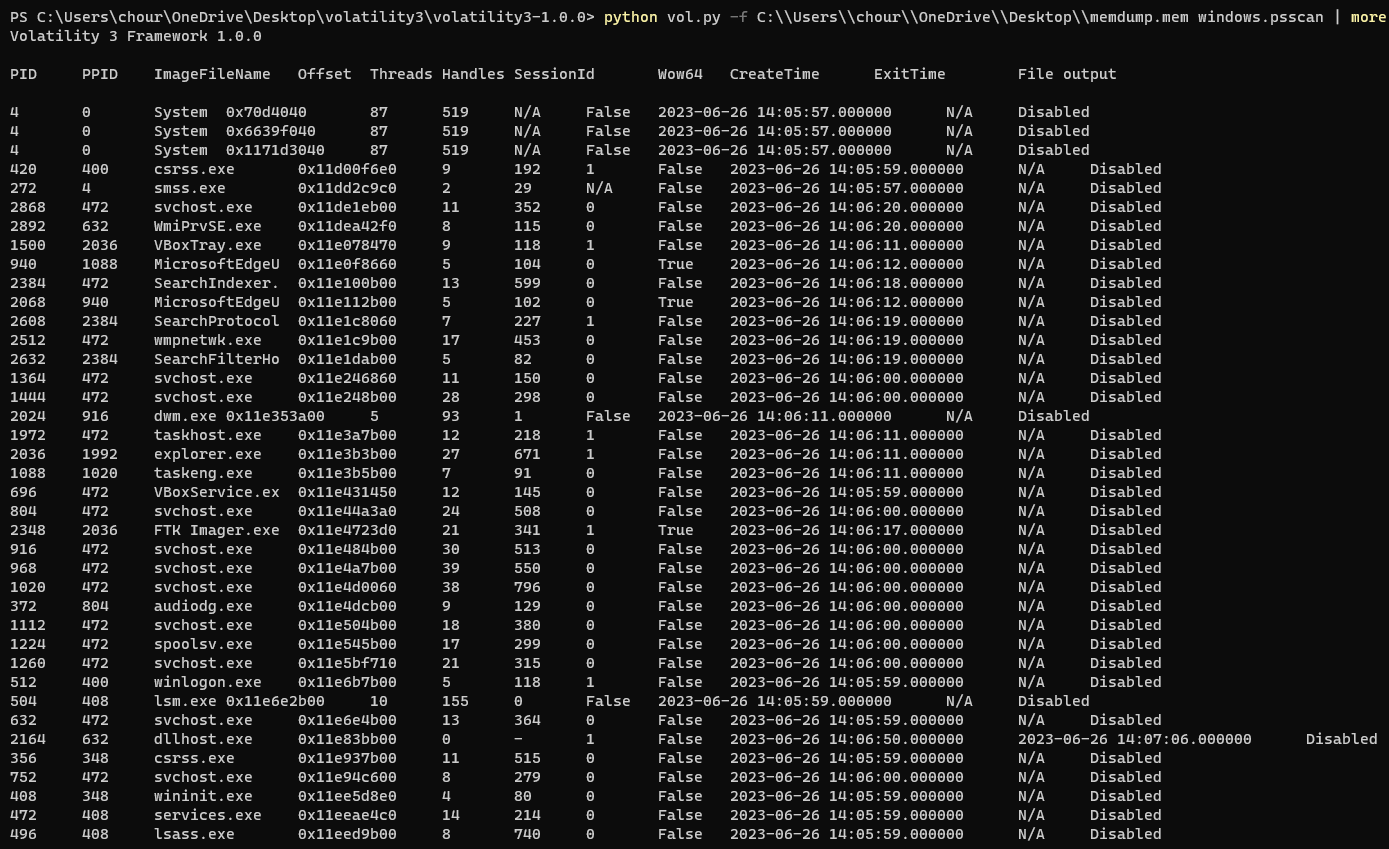 PS C:\Users\chour\OneDrive\Desktop\volatility3\volatility3-1.0.0> python vol.py -f C:\\Users\\chour\\OneDrive\\Desktop\\memdump.mem windows.psscan | more
Volatility 3 Framework 1.0.0
PID PPID ImageFileName Offset Threads Handles SessionId Wow64 CreateTime ExitTime File output
4 0 System 0x70d4040 87 519 N/A False 2023-06-26 14:05:57.000000 N/A Disabled
4 0 System 0x6639f040 87 519 N/A False 2023-06-26 14:05:57.000000 N/A Disabled
4 0 System 0x1171d3040 87 519 N/A False 2023-06-26 14:05:57.000000 N/A Disabled
420 400 csrss.exe 0x11d00f6e0 9 192 1 False 2023-06-26 14:05:59.000000 N/A Disabled
272 4 smss.exe 0x11dd2c9c0 2 29 N/A False 2023-06-26 14:05:57.000000 N/A Disabled
2868 472 svchost.exe 0x11de1eb00 11 352 0 False 2023-06-26 14:06:20.000000 N/A Disabled
2892 632 WmiPrvSE.exe 0x11dea42f0 8 115 0 False 2023-06-26 14:06:20.000000 N/A Disabled
1500 2036 VBoxTray.exe 0x11e078470 9 118 1 False 2023-06-26 14:06:11.000000 N/A Disabled
940 1088 MicrosoftEdgeU 0x11e0f8660 5 104 0 True 2023-06-26 14:06:12.000000 N/A Disabled
2384 472 SearchIndexer. 0x11e100b00 13 599 0 False 2023-06-26 14:06:18.000000 N/A Disabled
2068 940 MicrosoftEdgeU 0x11e112b00 5 102 0 True 2023-06-26 14:06:12.000000 N/A Disabled
2608 2384 SearchProtocol 0x11e1c8060 7 227 1 False 2023-06-26 14:06:19.000000 N/A Disabled
2512 472 wmpnetwk.exe 0x11e1c9b00 17 453 0 False 2023-06-26 14:06:19.000000 N/A Disabled
2632 2384 SearchFilterHo 0x11e1dab00 5 82 0 False 2023-06-26 14:06:19.000000 N/A Disabled
1364 472 svchost.exe 0x11e246860 11 150 0 False 2023-06-26 14:06:00.000000 N/A Disabled
1444 472 svchost.exe 0x11e248b00 28 298 0 False 2023-06-26 14:06:00.000000 N/A Disabled
2024 916 dwm.exe 0x11e353a00 5 93 1 False 2023-06-26 14:06:11.000000 N/A Disabled
1972 472 taskhost.exe 0x11e3a7b00 12 218 1 False 2023-06-26 14:06:11.000000 N/A Disabled
2036 1992 explorer.exe 0x11e3b3b00 27 671 1 False 2023-06-26 14:06:11.000000 N/A Disabled
1088 1020 taskeng.exe 0x11e3b5b00 7 91 0 False 2023-06-26 14:06:11.000000 N/A Disabled
696 472 VBoxService.ex 0x11e431450 12 145 0 False 2023-06-26 14:05:59.000000 N/A Disabled
804 472 svchost.exe 0x11e44a3a0 24 508 0 False 2023-06-26 14:06:00.000000 N/A Disabled
2348 2036 FTK Imager.exe 0x11e4723d0 21 341 1 True 2023-06-26 14:06:17.000000 N/A Disabled
916 472 svchost.exe 0x11e484b00 30 513 0 False 2023-06-26 14:06:00.000000 N/A Disabled
968 472 svchost.exe 0x11e4a7b00 39 550 0 False 2023-06-26 14:06:00.000000 N/A Disabled
1020 472 svchost.exe 0x11e4d0060 38 796 0 False 2023-06-26 14:06:00.000000 N/A Disabled
372 804 audiodg.exe 0x11e4dcb00 9 129 0 False 2023-06-26 14:06:00.000000 N/A Disabled
1112 472 svchost.exe 0x11e504b00 18 380 0 False 2023-06-26 14:06:00.000000 N/A Disabled
1224 472 spoolsv.exe 0x11e545b00 17 299 0 False 2023-06-26 14:06:00.000000 N/A Disabled
1260 472 svchost.exe 0x11e5bf710 21 315 0 False 2023-06-26 14:06:00.000000 N/A Disabled
512 400 winlogon.exe 0x11e6b7b00 5 118 1 False 2023-06-26 14:05:59.000000 N/A Disabled
504 408 lsm.exe 0x11e6e2b00 10 155 0 False 2023-06-26 14:05:59.000000 N/A Disabled
632 472 svchost.exe 0x11e6e4b00 13 364 0 False 2023-06-26 14:05:59.000000 N/A Disabled
2164 632 dllhost.exe 0x11e83bb00 0 - 1 False 2023-06-26 14:06:50.000000 2023-06-26 14:07:06.000000 Disabled
356 348 csrss.exe 0x11e937b00 11 515 0 False 2023-06-26 14:05:59.000000 N/A Disabled
752 472 svchost.exe 0x11e94c600 8 279 0 False 2023-06-26 14:06:00.000000 N/A Disabled
408 348 wininit.exe 0x11ee5d8e0 4 80 0 False 2023-06-26 14:05:59.000000 N/A Disabled
472 408 services.exe 0x11eeae4c0 14 214 0 False 2023-06-26 14:05:59.000000 N/A Disabled
496 408 lsass.exe 0x11eed9b00 8 740 0 False 2023-06-26 14:05:59.000000 N/A Disabled